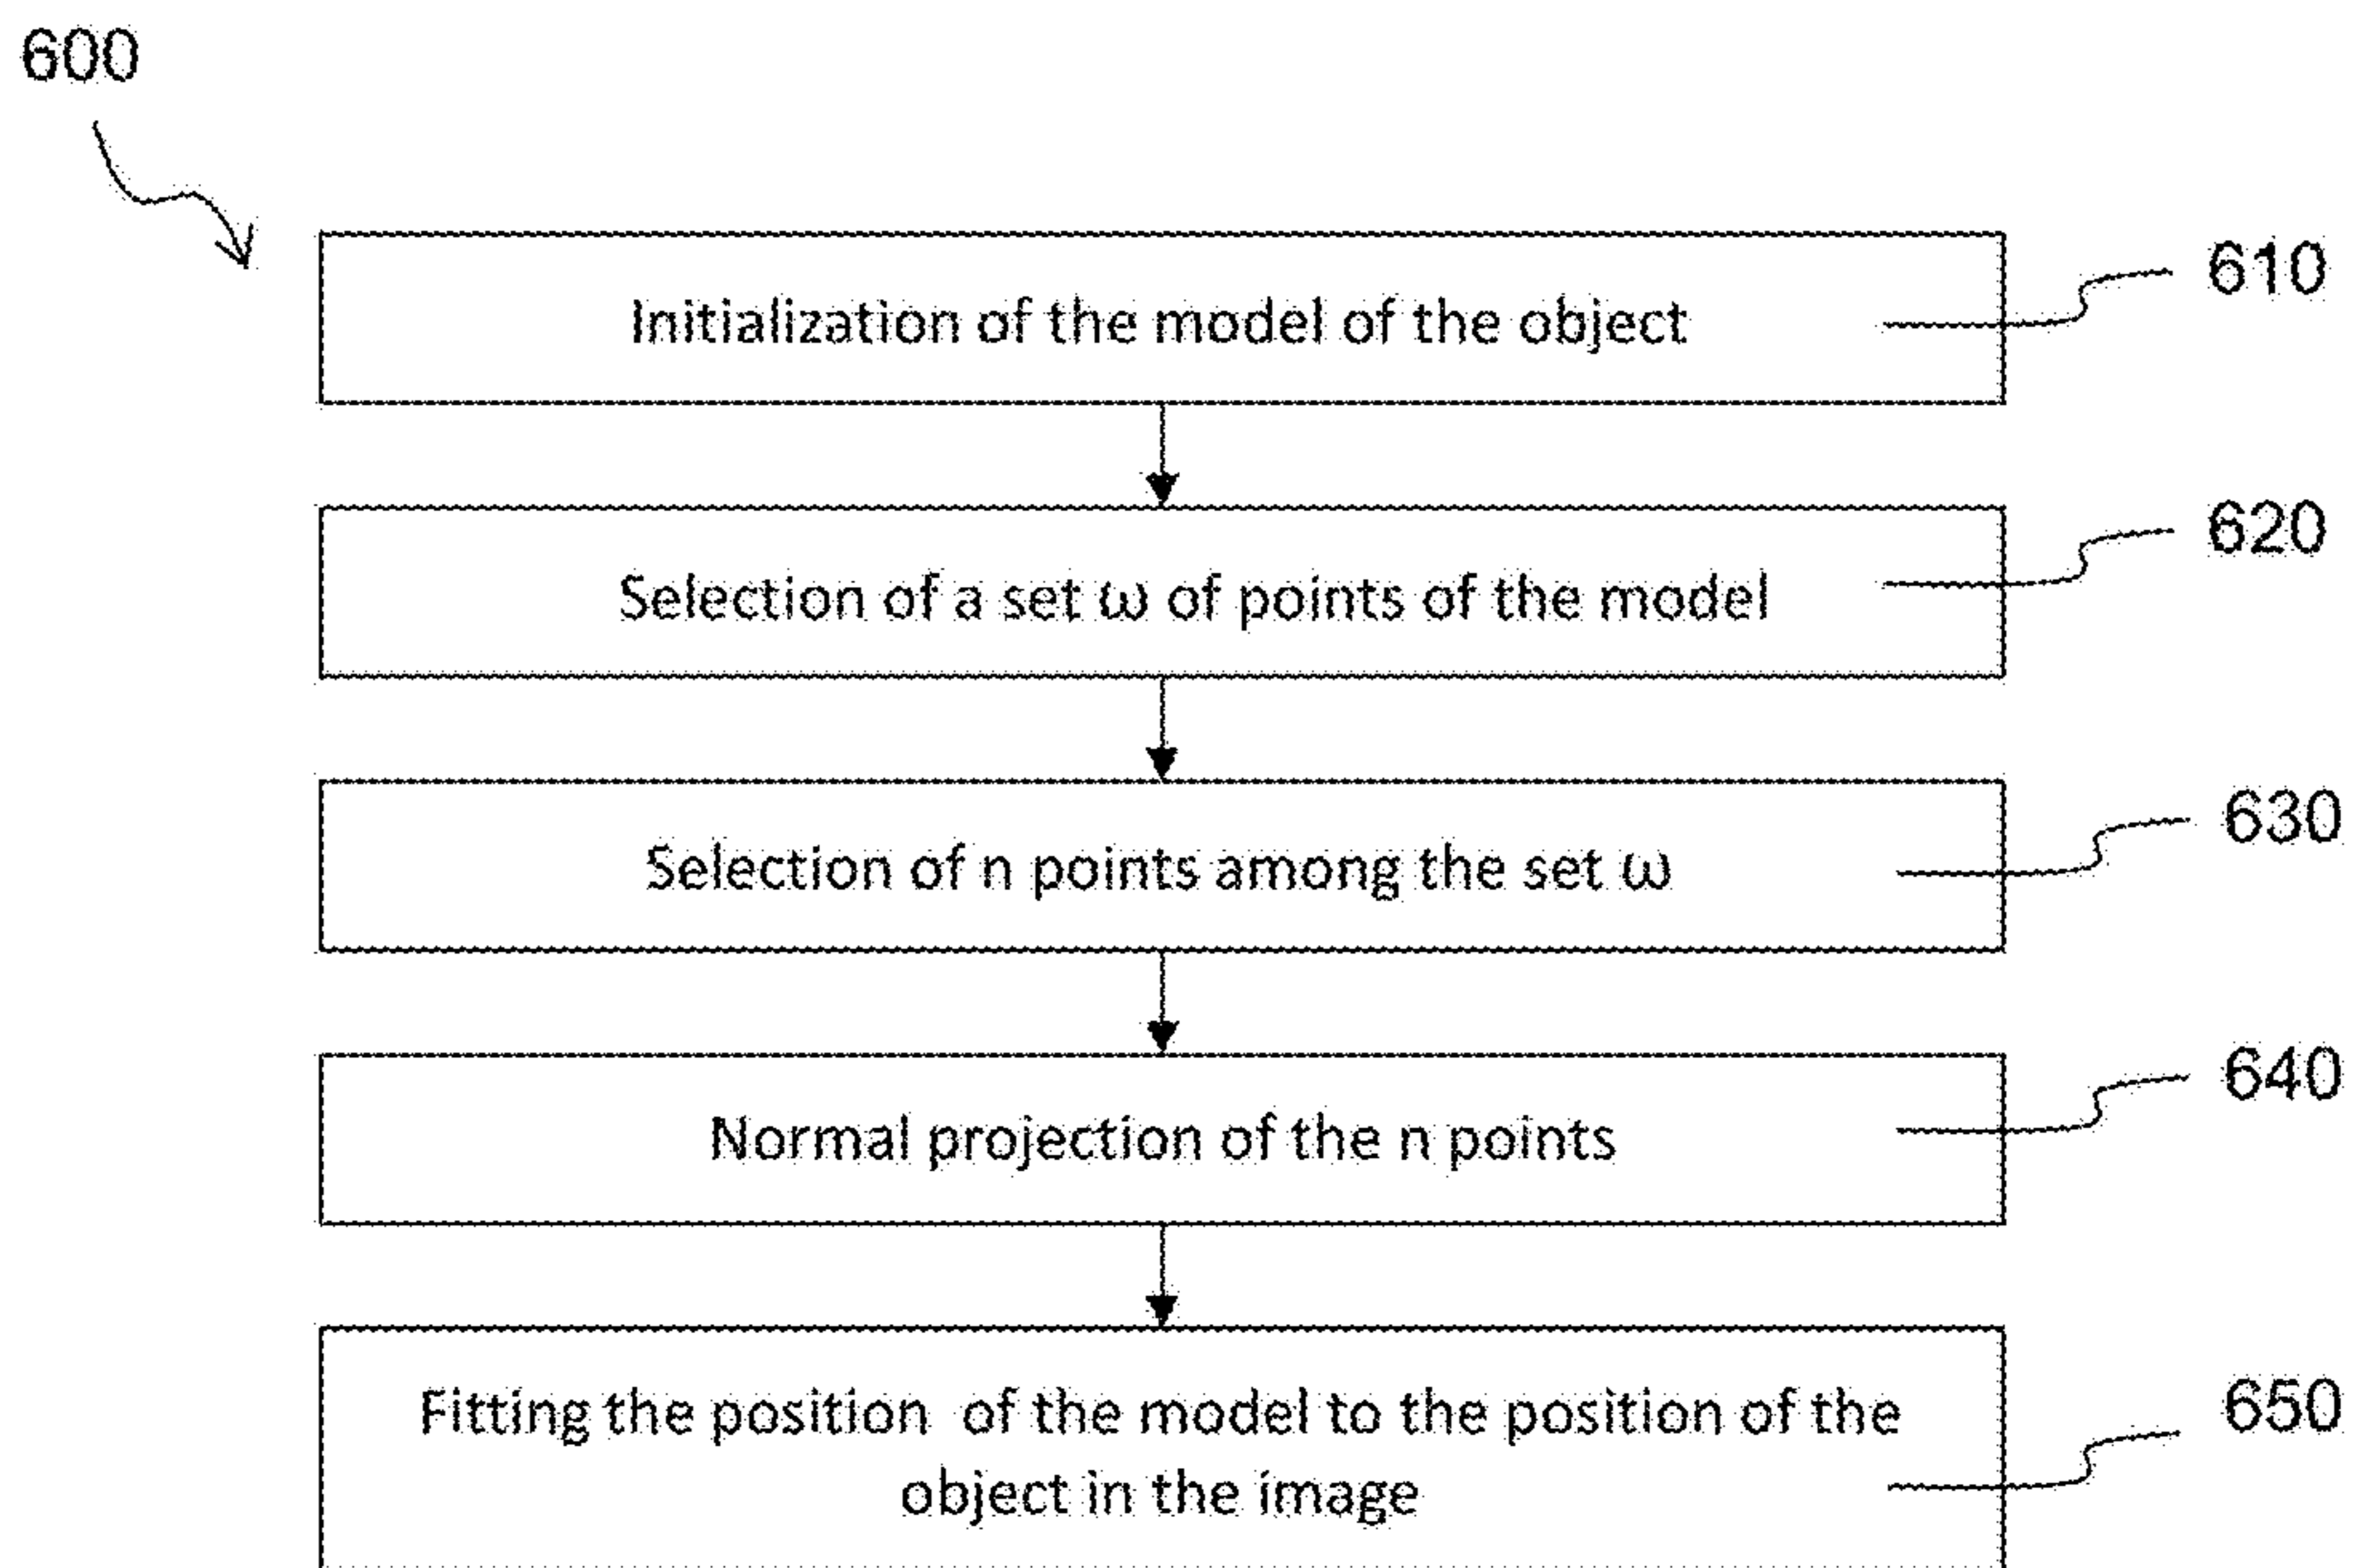 600
Initialization of the model of the object
610
Selection of a set ω of points of the model
620
Selection of n points among the set ω
630
Normal projection of the n points
640
Fitting the position of the model to the position of the
object in the image
650